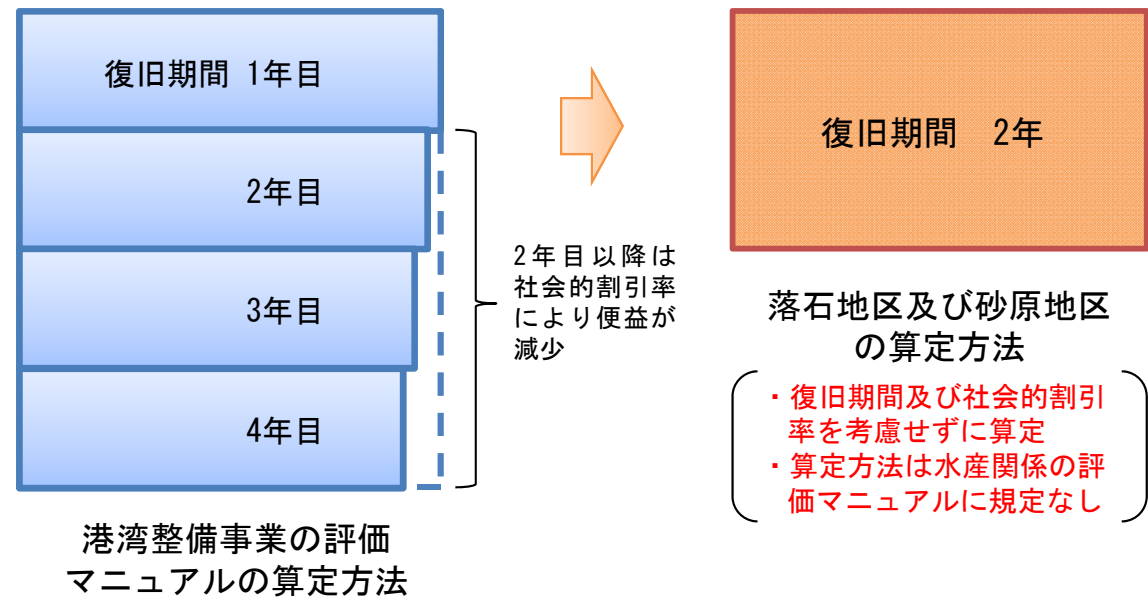 復旧期間 1年目
2年目
3年目
4年目
2年目以降は
社会的割引率
により便益が
減少
港湾整備事業の評価
マニュアルの算定方法
復旧期間　2年
落石地区及び砂原地区
の算定方法
・復旧期間及び社会的割引
率を考慮せずに算定
・算定方法は水産関係の評
価マニュアルに規定なし